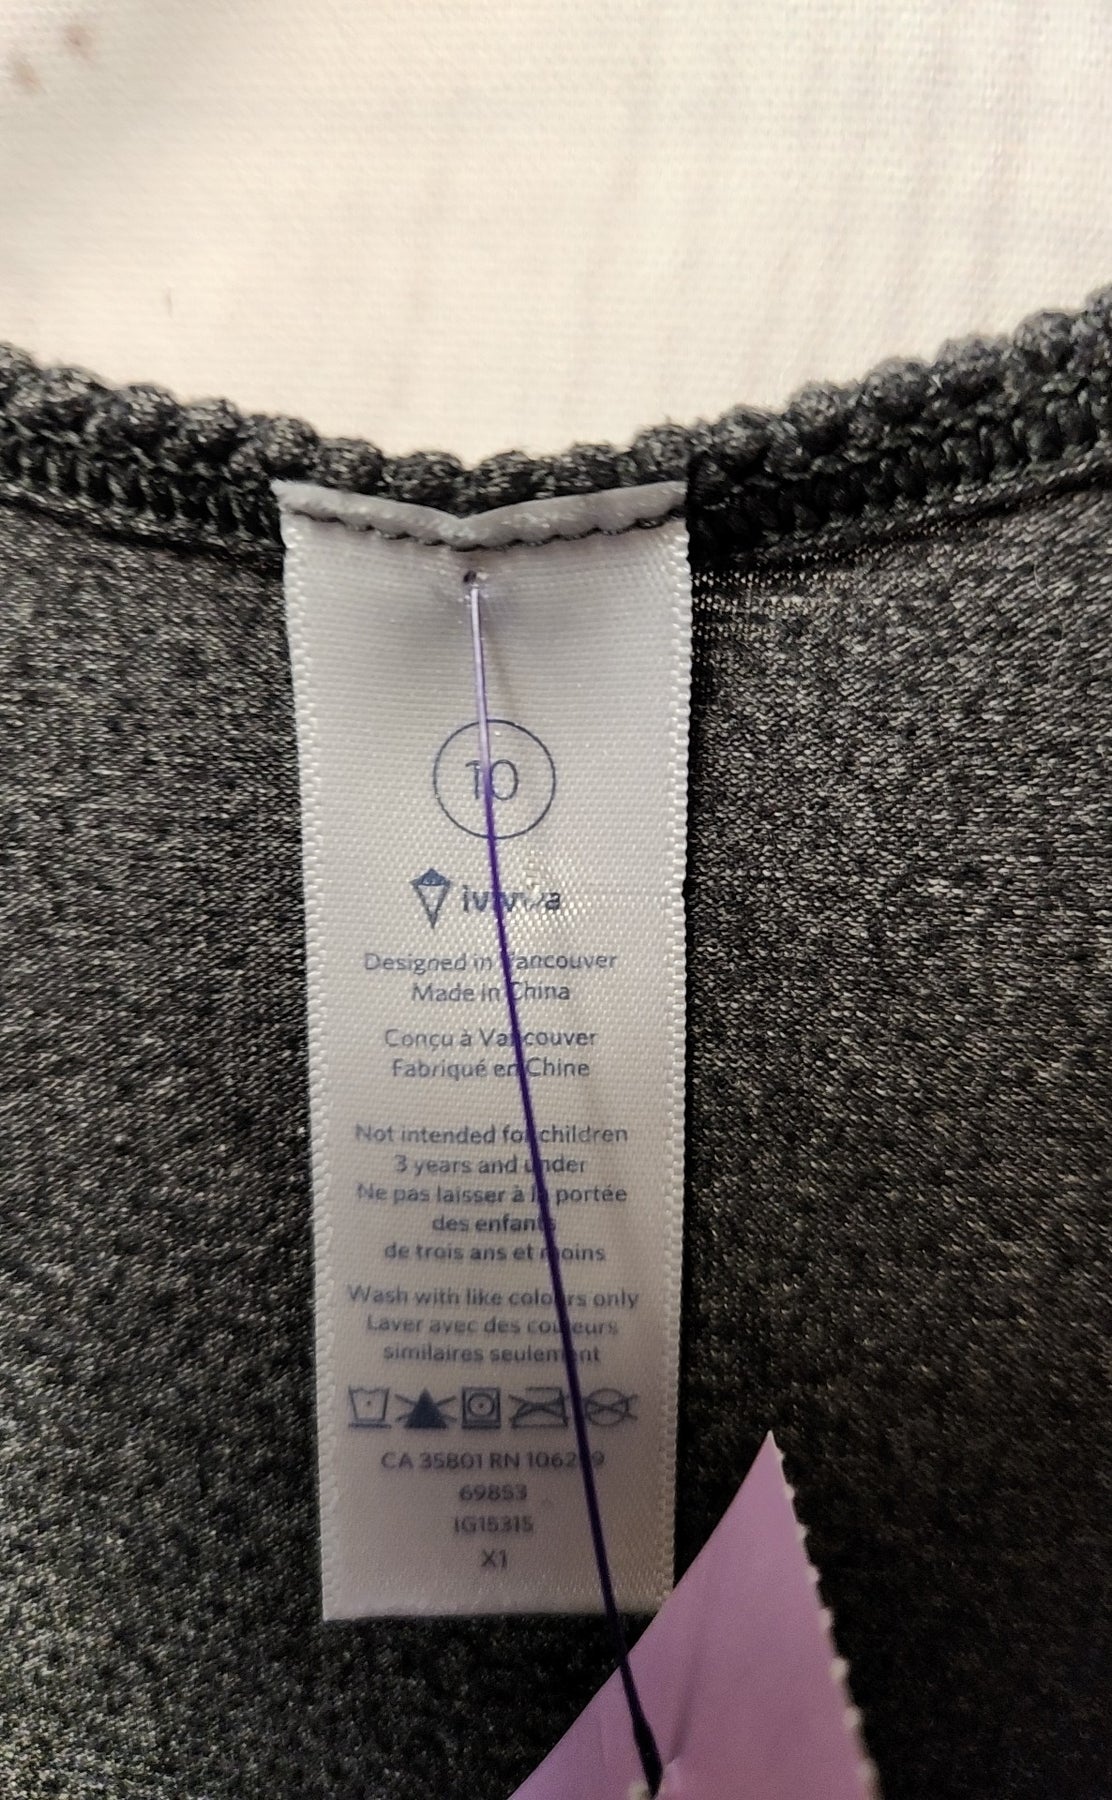 10
ivivva
Designed in Vancouver
Made in China
Conçu à Vancouver
Fabriqué en Chine
Not intended for children
3 years and under
Ne pas laisser à la portée
des enfants
de trois ans et moins
Wash with like colours only
Laver avec des couleurs
similaires seulement
CA 35801 RN 106259
69853
IG15315
X1